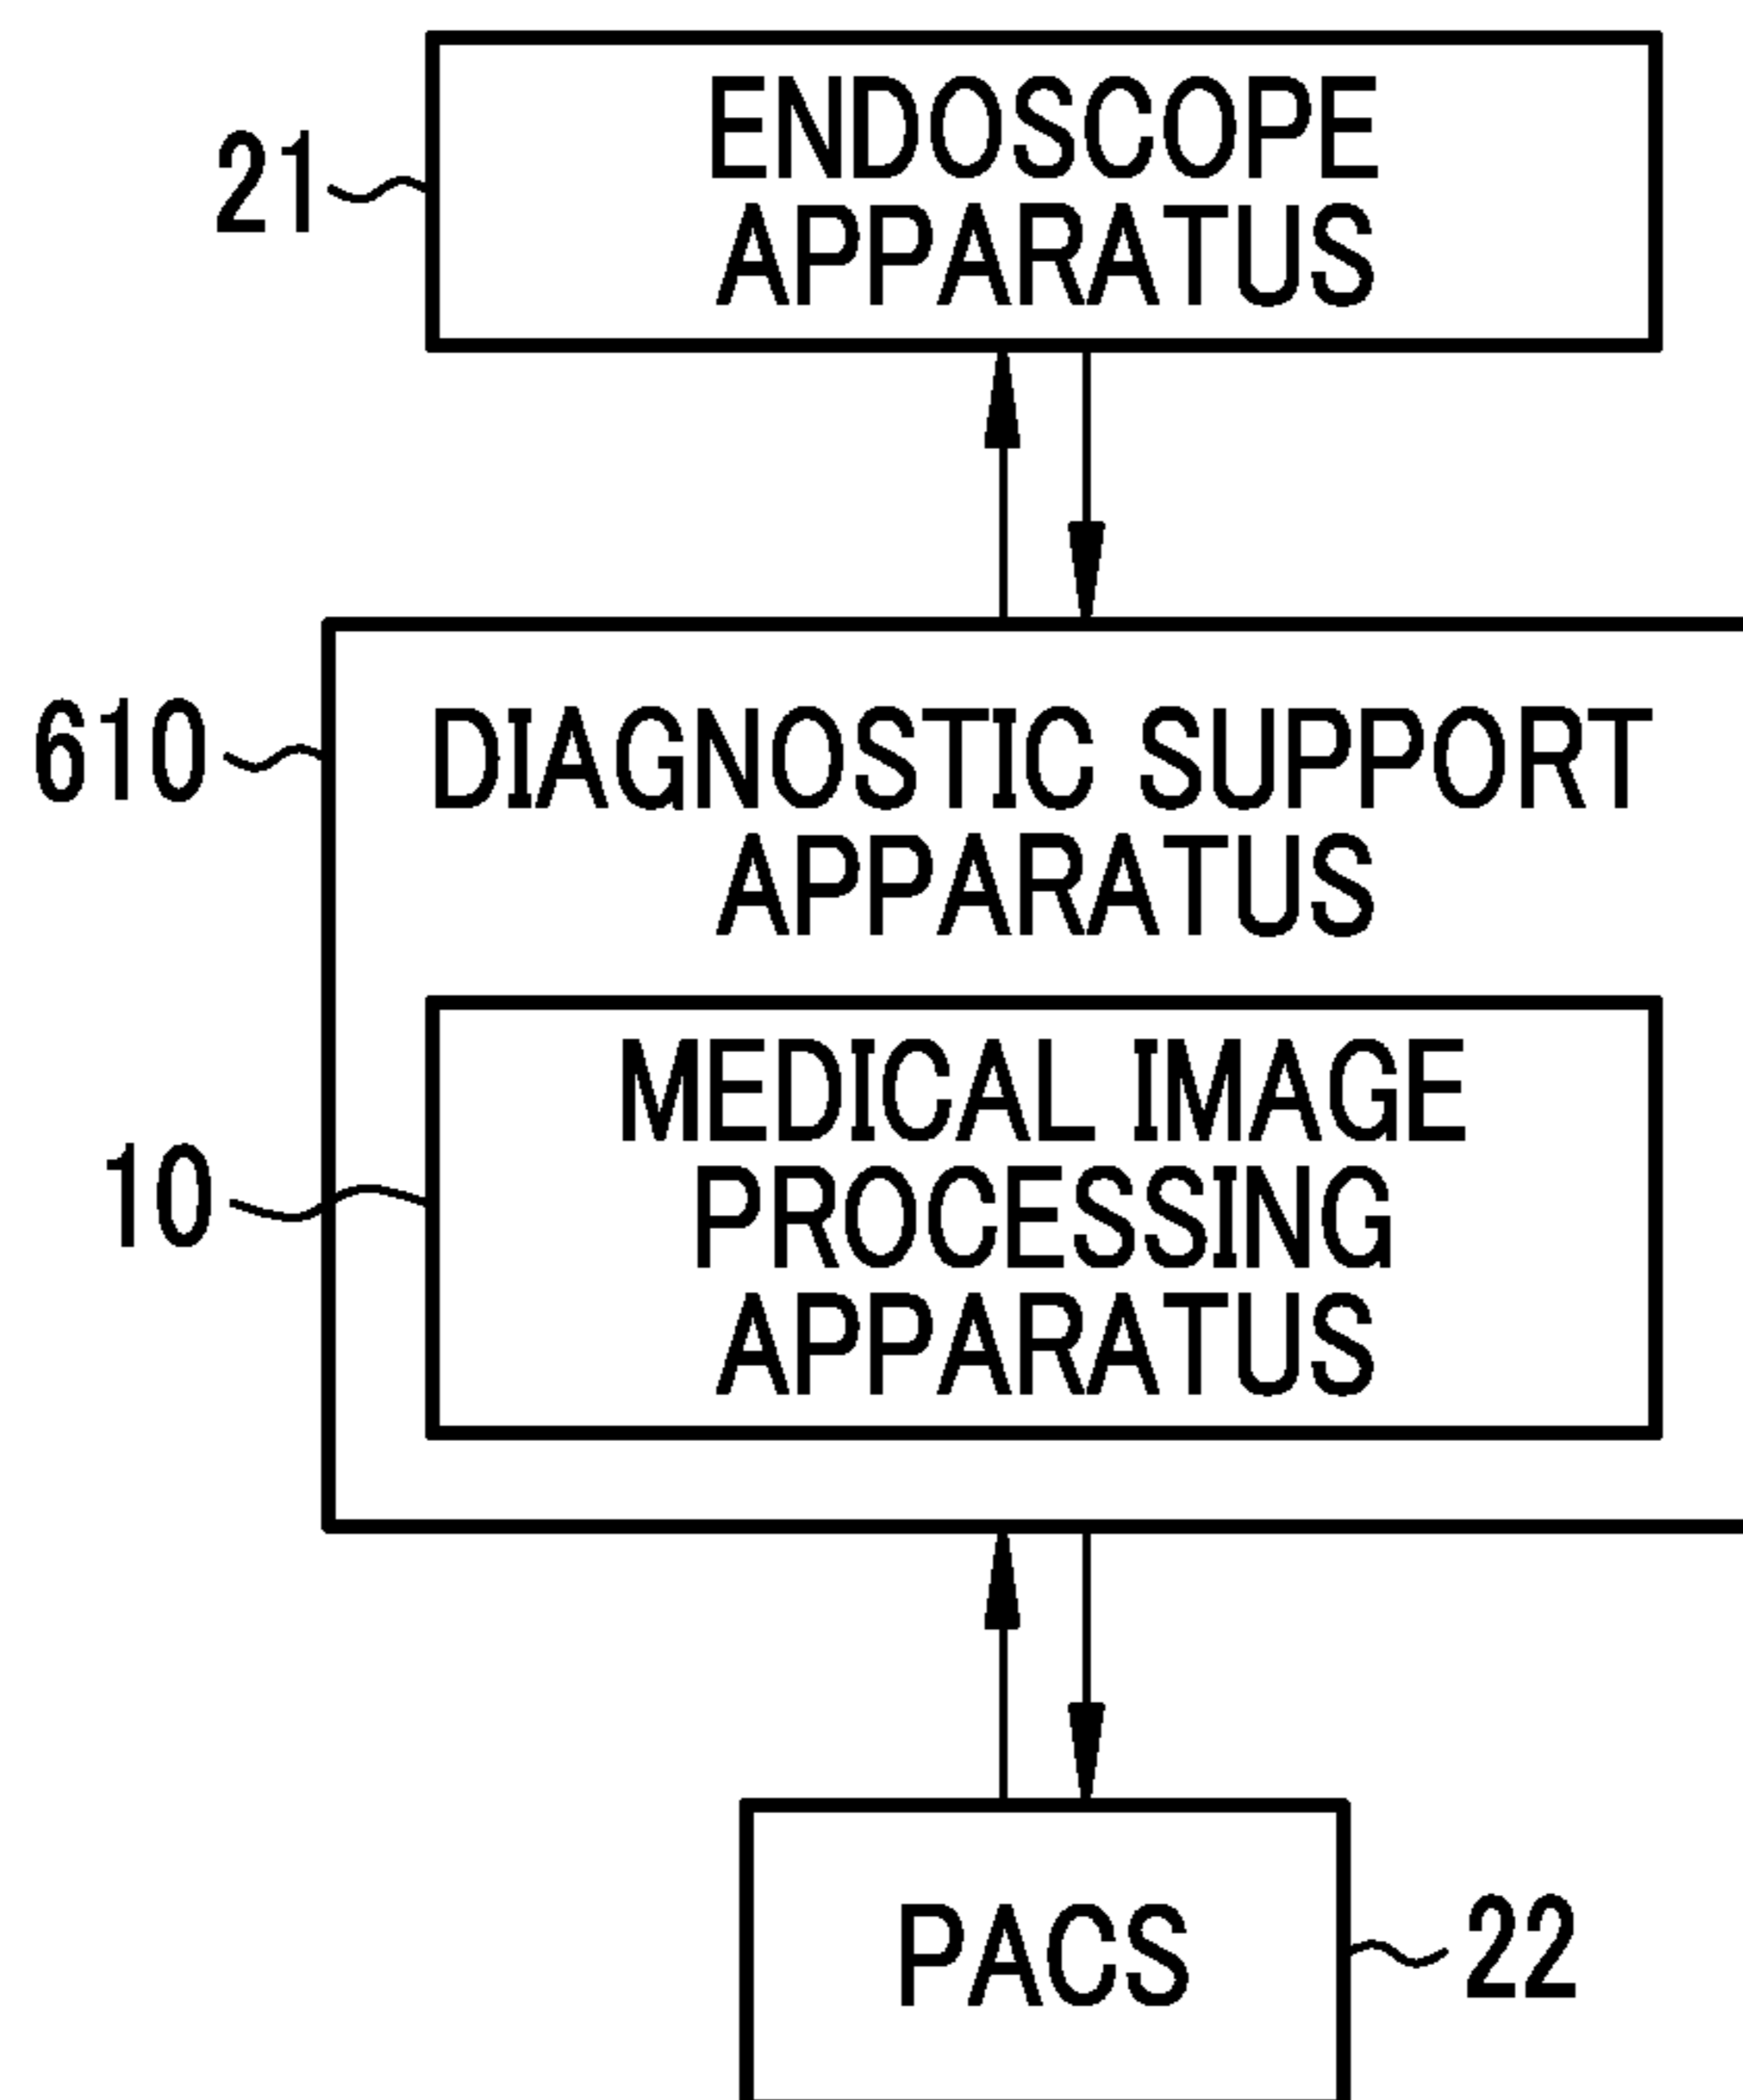 ENDOSCOPE
APPARATUS
21
610
DIAGNOSTIC SUPPORT
APPARATUS
MEDICAL IMAGE
PROCESSING
APPARATUS
10
PACS
22